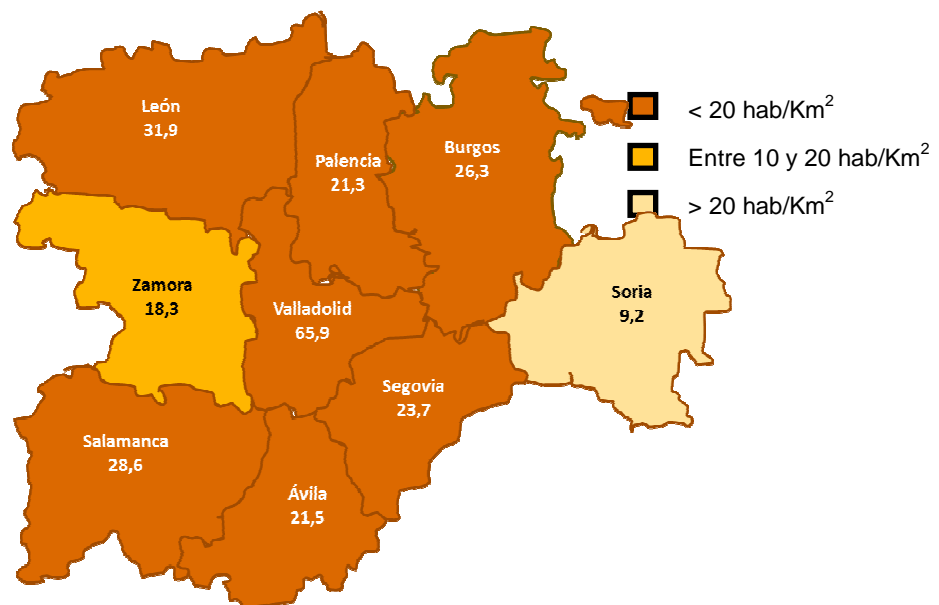 León
31,9
Palencia
21,3
Burgos
26,3
< 20 hab/Km²
Entre 10 y 20 hab/Km²
> 20 hab/Km²
Zamora
18,3
Valladolid
65,9
Soria
9,2
Segovia
23,7
Salamanca
28,6
Ávila
21,5